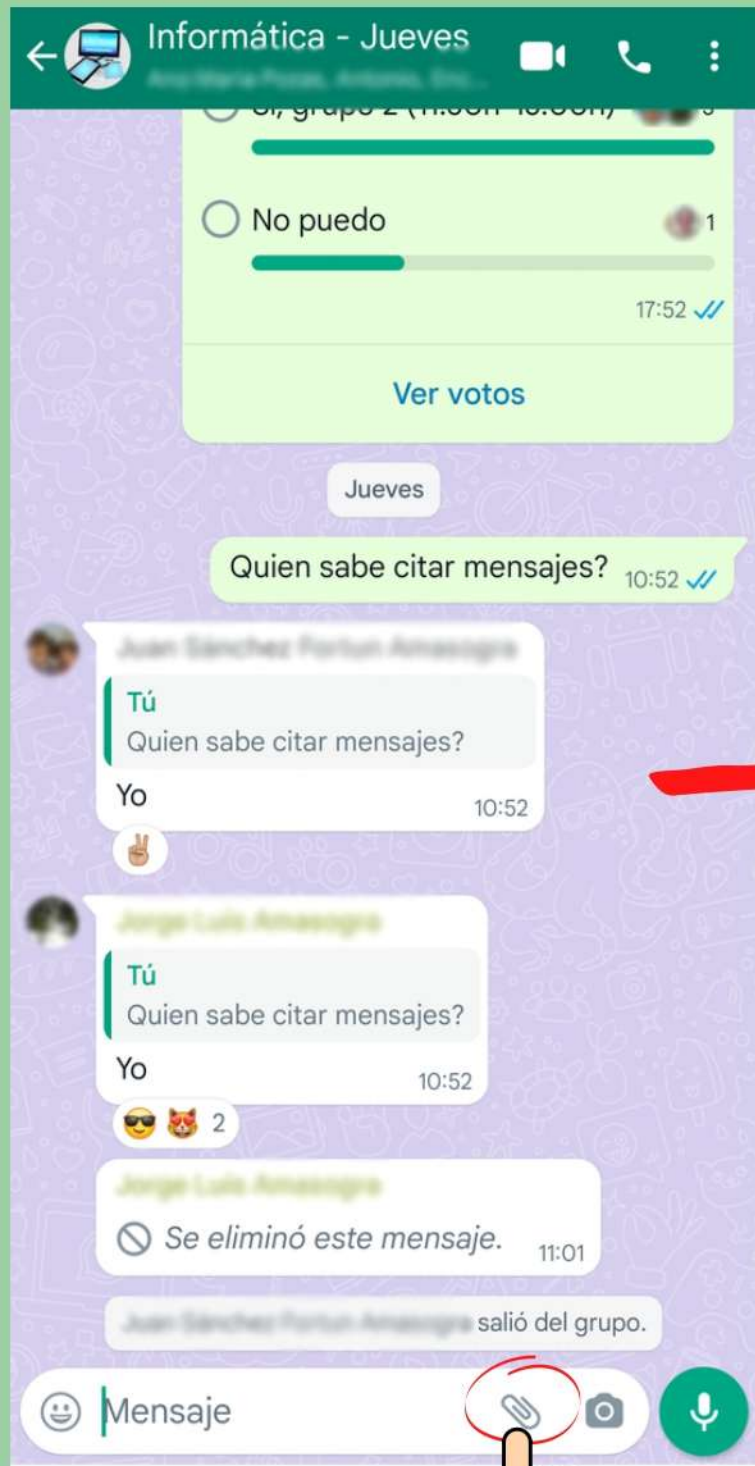 Informática - Jueves
grupo 2
No puedo 1
17:52
Ver votos
Jueves
Quien sabe citar mensajes? 10:52
Tú
Quien sabe citar mensajes?
Yo 10:52
Tú
Quien sabe citar mensajes?
Yo 10:52
2
Se eliminó este mensaje. 11:01
salió del grupo.
Mensaje